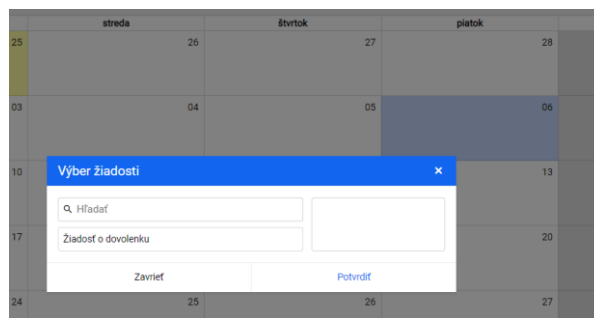 streda štvrtok piatok
25 26 27 28
03 04 05 06
Výber žiadosti ×
10 13
Hľadať
Žiadosť o dovolenku
17 20
Zavrieť Potvrdiť
24 25 26 27